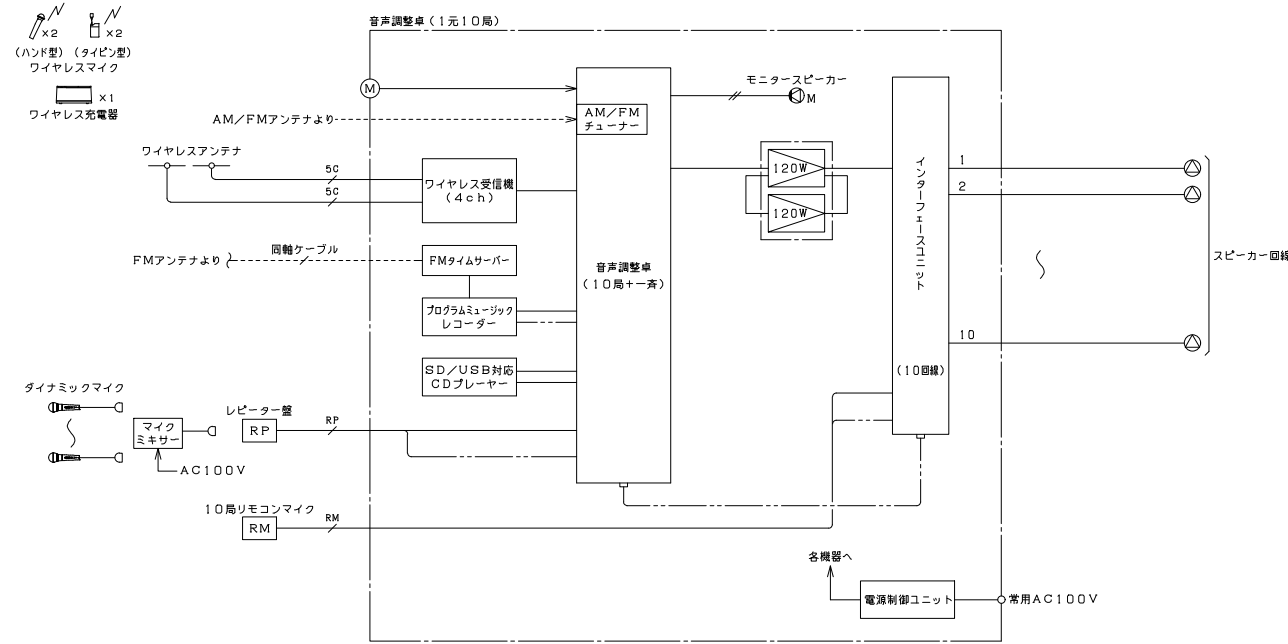 ×2
×2
(ハンド型) (タイピン型)
ワイヤレスマイク
×1
ワイヤレス充電器
音声調整卓(1元10局)
M
AM/FMアンテナより
AM/FM
チューナー
モニタースピーカー
M
ワイヤレスアンテナ
5C
5C
ワイヤレス受信機
(4ch)
120W
120W
インターフェースユニット
(10回線)
1
2
10
スピーカー回線
FMアンテナより
同軸ケーブル
FMタイムサーバー
音声調整卓
(10局+一斉)
プログラムミュージック
レコーダー
SD/USB対応
CDプレーヤー
ダイナミックマイク
マイク
ミキサー
AC100V
レピーター盤
RP
RP
10局リモコンマイク
RM
RM
各機器へ
電源制御ユニット
常用AC100V